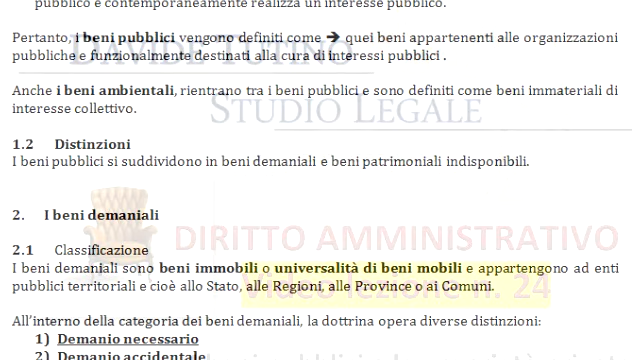 pubblico e contemporaneamente realizza un interesse pubblico.
Pertanto, i beni pubblici vengono definiti come ➔ quei beni appartenenti alle organizzazioni
pubbliche e funzionalmente destinati alla cura di interessi pubblici .
DAVIDE TUTINO
Anche i beni ambientali, rientrano tra i beni pubblici e sono definiti come beni immateriali di
interesse collettivo.
STUDIO LEGALE
1.2 Distinzioni
I beni pubblici si suddividono in beni demaniali e beni patrimoniali indisponibili.
2. I beni demaniali
DIRITTO AMMINISTRATIVO
2.1 Classificazione
I beni demaniali sono beni immobili o universalità di beni mobili e appartengono ad enti
pubblici territoriali e cioè allo Stato, alle Regioni, alle Province o ai Comuni.
Video lezione n. 24
All'interno della categoria dei beni demaniali, la dottrina opera diverse distinzioni:
1) Demanio necessario
2) Demanio accidentale